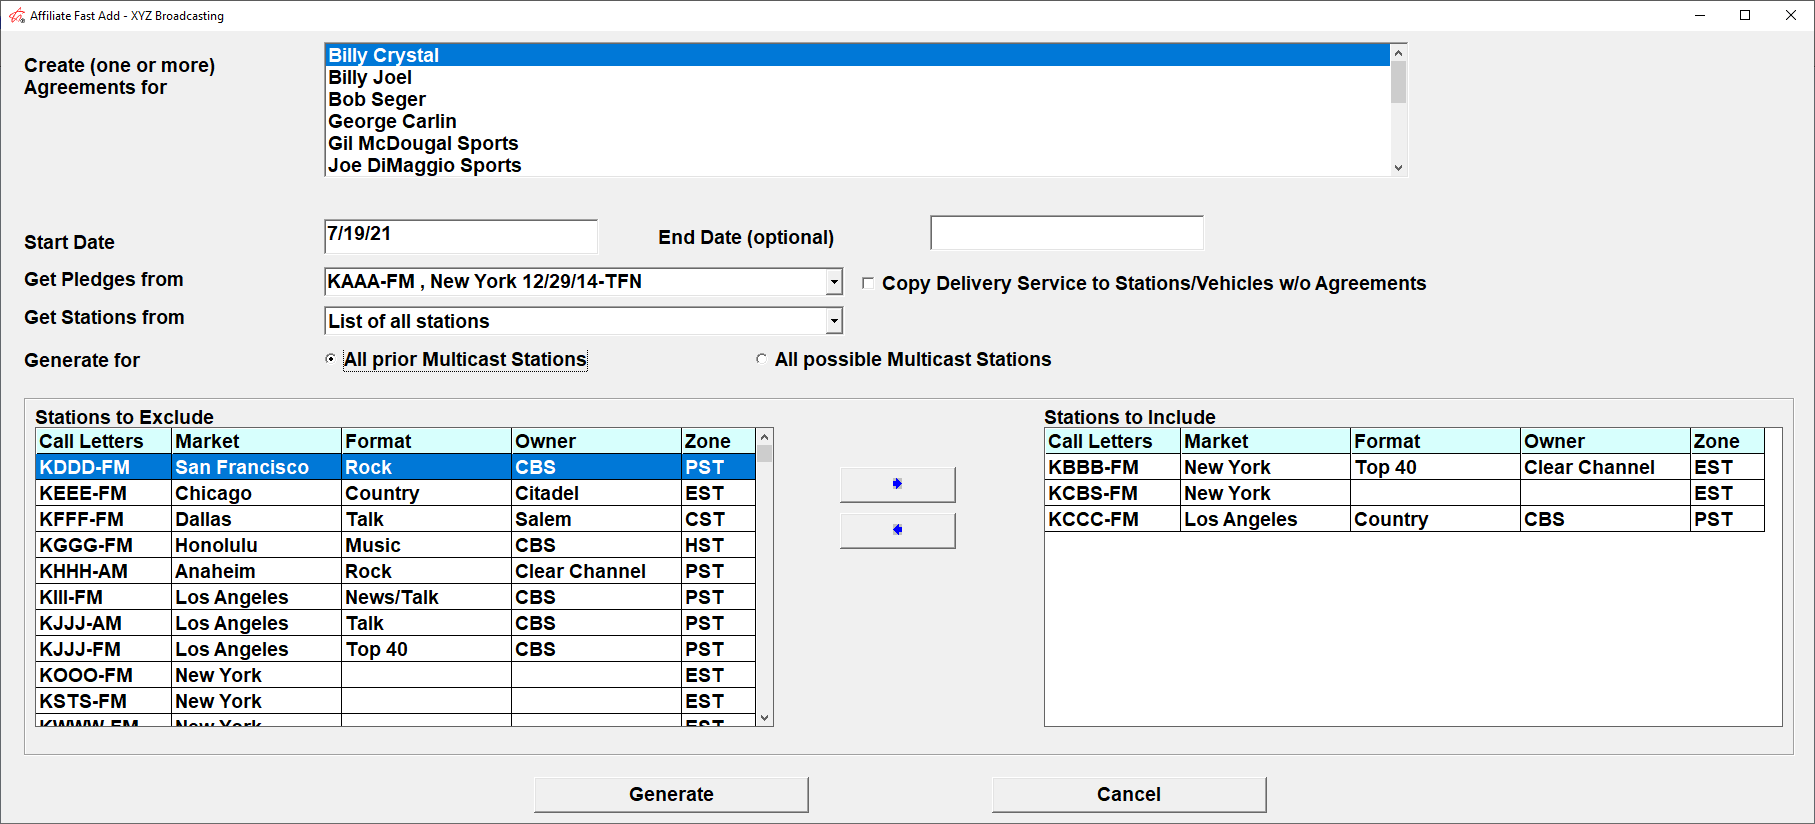 Affiliate Fast Add - XYZ Broadcasting
Create (one or more)
Agreements for
Billy Crystal
Billy Joel
Bob Seger
George Carlin
Gil McDougal Sports
Joe DiMaggio Sports
Start Date 7/19/21 End Date (optional)
Get Pledges from KAAA-FM , New York 12/29/14-TFN Copy Delivery Service to Stations/Vehicles w/o Agreements
Get Stations from List of all stations
Generate for All prior Multicast Stations All possible Multicast Stations
Stations to Exclude
Call Letters Market Format Owner Zone
KDDD-FM San Francisco Rock CBS PST
KEEE-FM Chicago Country Citadel EST
KFFF-FM Dallas Talk Salem CST
KGGG-FM Honolulu Music CBS HST
KHHH-AM Anaheim Rock Clear Channel PST
KIII-FM Los Angeles News/Talk CBS PST
KJJJ-AM Los Angeles Talk CBS PST
KJJJ-FM Los Angeles Top 40 CBS PST
KOOO-FM New York EST
KSTS-FM New York EST
KWWW-FM New York EST
Stations to Include
Call Letters Market Format Owner Zone
KBBB-FM New York Top 40 Clear Channel EST
KCBS-FM New York EST
KCCC-FM Los Angeles Country CBS PST
Generate Cancel